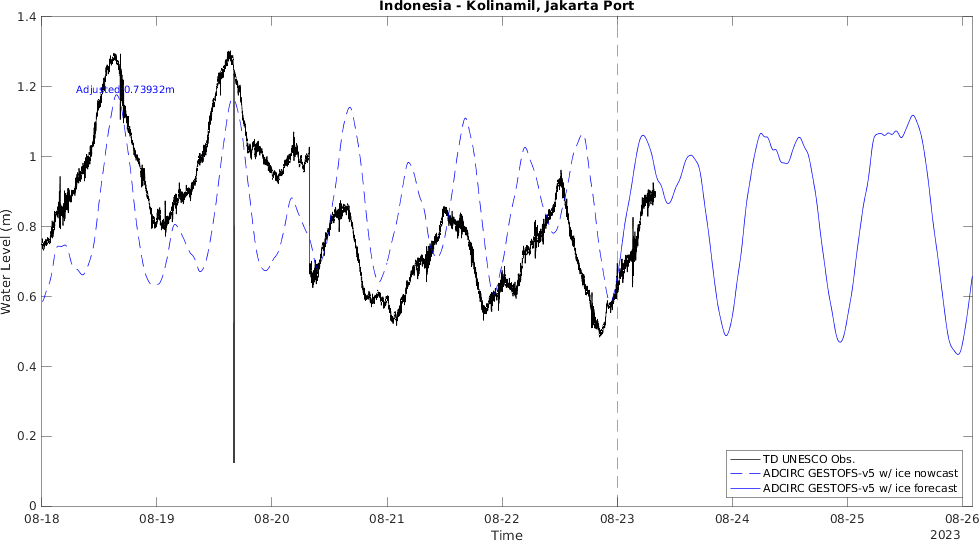 Indonesia - Kolinamil, Jakarta Port
1.4
1.2
1
0.8
0.6
0.4
0.2
0
Water Level (m)
Adjusted 0.73932m
TD UNESCO Obs.
ADCIRC GESTOFS-v5 w/ ice nowcast
ADCIRC GESTOFS-v5 w/ ice forecast
08-18 08-19 08-20 08-21 08-22 08-23 08-24 08-25 08-26
Time
2023